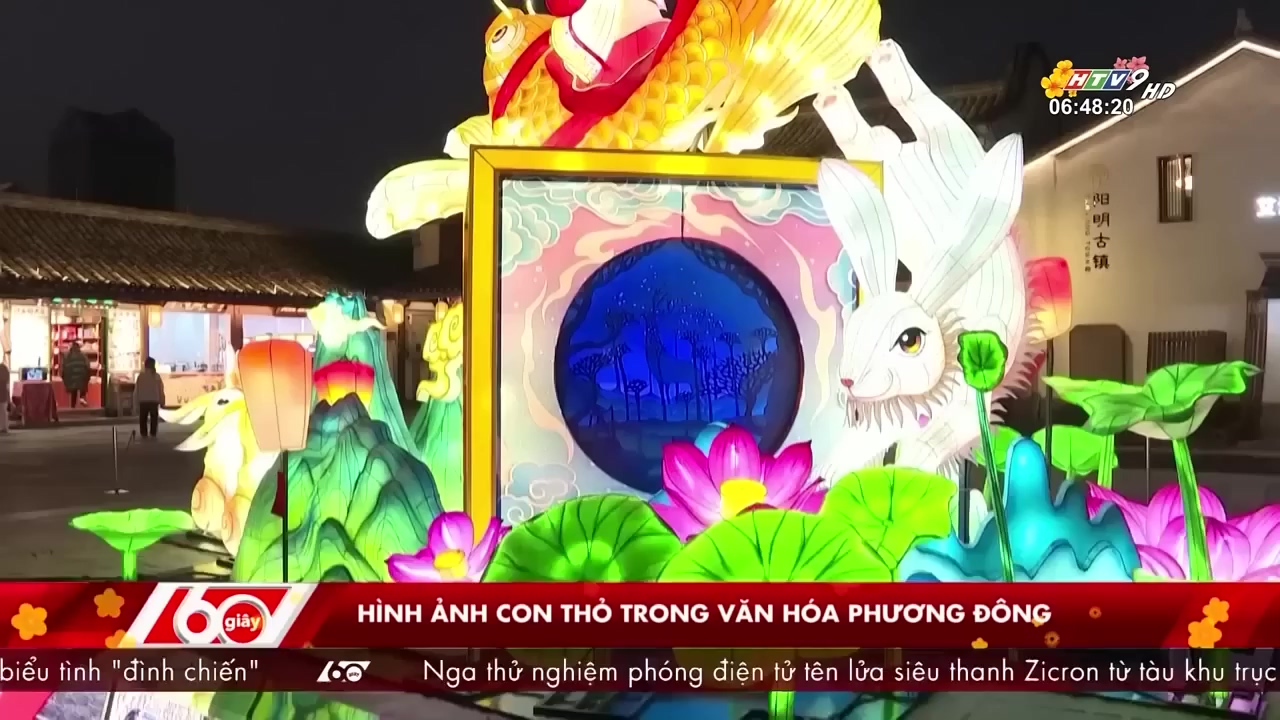 HTV9 HD
06:48:20
阳明古镇
60 giây
HÌNH ẢNH CON THỎ TRONG VĂN HÓA PHƯƠNG ĐÔNG
biểu tình "đình chiến"
60 giây
Nga thử nghiệm phóng điện tử tên lửa siêu thanh Zicron từ tàu khu trục